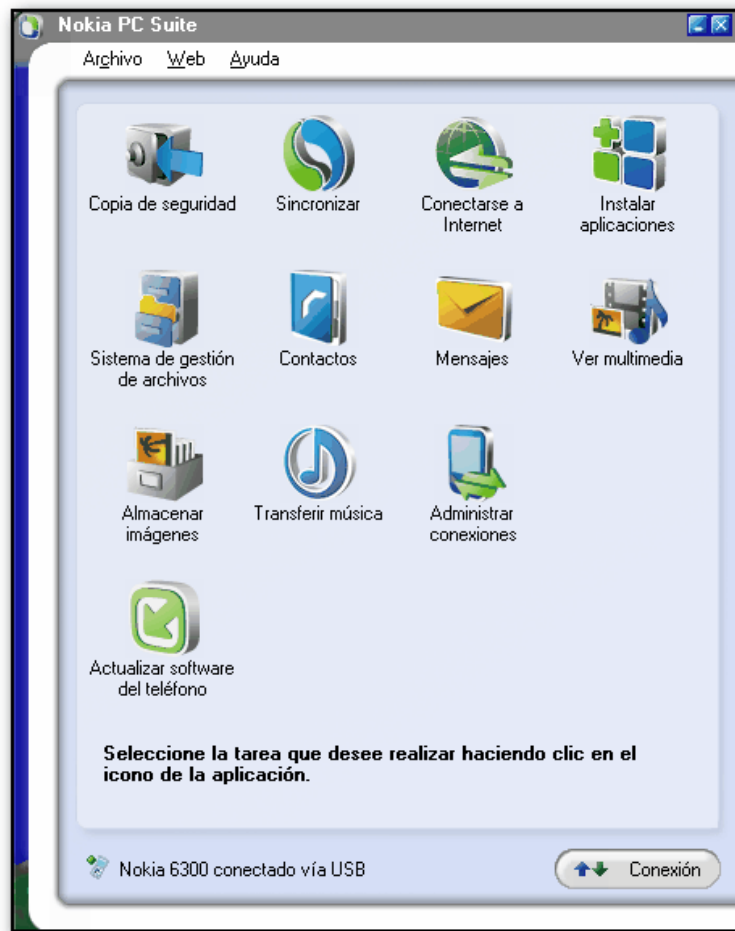 Nokia PC Suite
Archivo Web Ayuda
Copia de seguridad Sincronizar Conectarse a Internet Instalar aplicaciones
Sistema de gestión de archivos Contactos Mensajes Ver multimedia
Almacenar imágenes Transferir música Administrar conexiones
Actualizar software
del teléfono
Seleccione la tarea que desee realizar haciendo clic en el
icono de la aplicación.
Nokia 6300 conectado vía USB Conexión